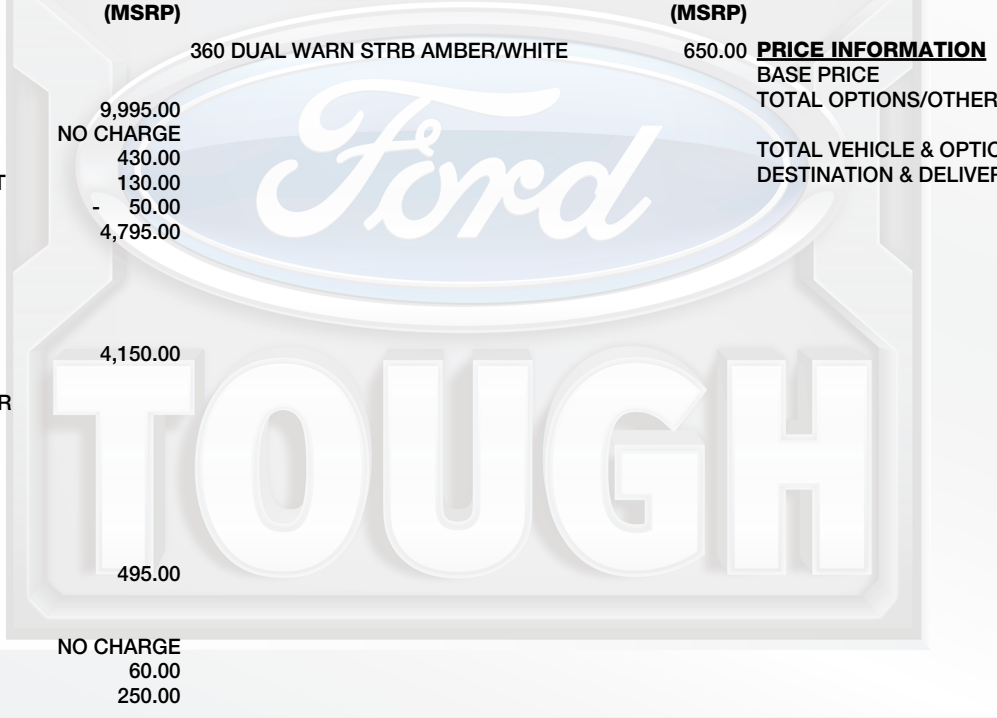 (MSRP)
(MSRP)
360 DUAL WARN STRB AMBER/WHITE 650.00
9,995.00
NO CHARGE
430.00
130.00
- 50.00
4,795.00
4,150.00
495.00
NO CHARGE
60.00
250.00
PRICE INFORMATION
BASE PRICE
TOTAL OPTIONS/OTHER
TOTAL VEHICLE & OPTIO
DESTINATION & DELIVER
Ford
TOUGH